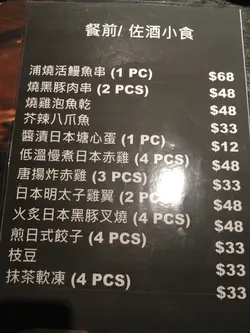 餐前/ 佐酒小食
浦燒活鰻魚串 (1 PC) $68
燒黑豚肉串 (2 PCS) $48
燒雞泡魚乾 $48
芥辣八爪魚 $33
醬漬日本塘心蛋 (1 PC) $12
低溫慢煮日本赤雞 (4 PCS) $48
唐揚炸赤雞 (3 PCS) $33
日本明太子雞翼 (2 PCS) $48
火炙日本黑豚叉燒 (4 PCS) $48
煎日式餃子 (4 PCS) $33
枝豆 $33
抹茶軟凍 (4 PCS) $33